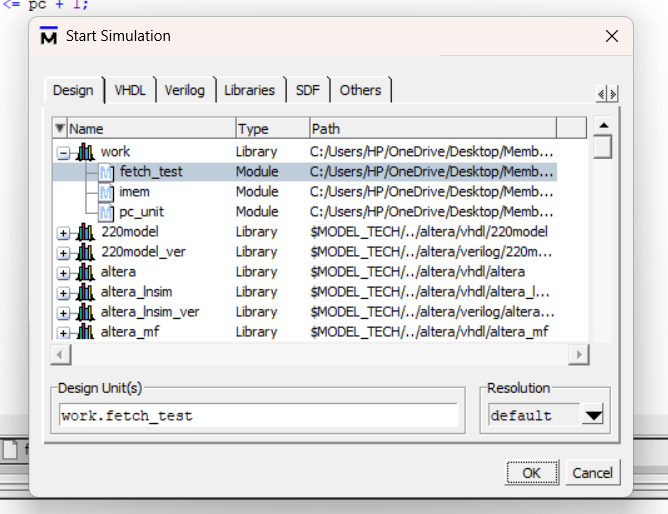 <= pc + 1;
Start Simulation
Design VHDL Verilog Libraries SDF Others
Name Type Path
work Library C:/Users/HP/OneDrive/Desktop/Memb...
fetch_test Module C:/Users/HP/OneDrive/Desktop/Memb...
imem Module C:/Users/HP/OneDrive/Desktop/Memb...
pc_unit Module C:/Users/HP/OneDrive/Desktop/Memb...
220model Library $MODEL_TECH/../altera/vhdl/220model
220model_ver Library $MODEL_TECH/../altera/verilog/220m...
altera Library $MODEL_TECH/../altera/vhdl/altera
altera_lnsim Library $MODEL_TECH/../altera/vhdl/altera_l...
altera_lnsim_ver Library $MODEL_TECH/../altera/verilog/altera...
altera_mf Library $MODEL_TECH/../altera/vhdl/altera_mf
Design Unit(s) Resolution
work.fetch_test default
OK Cancel